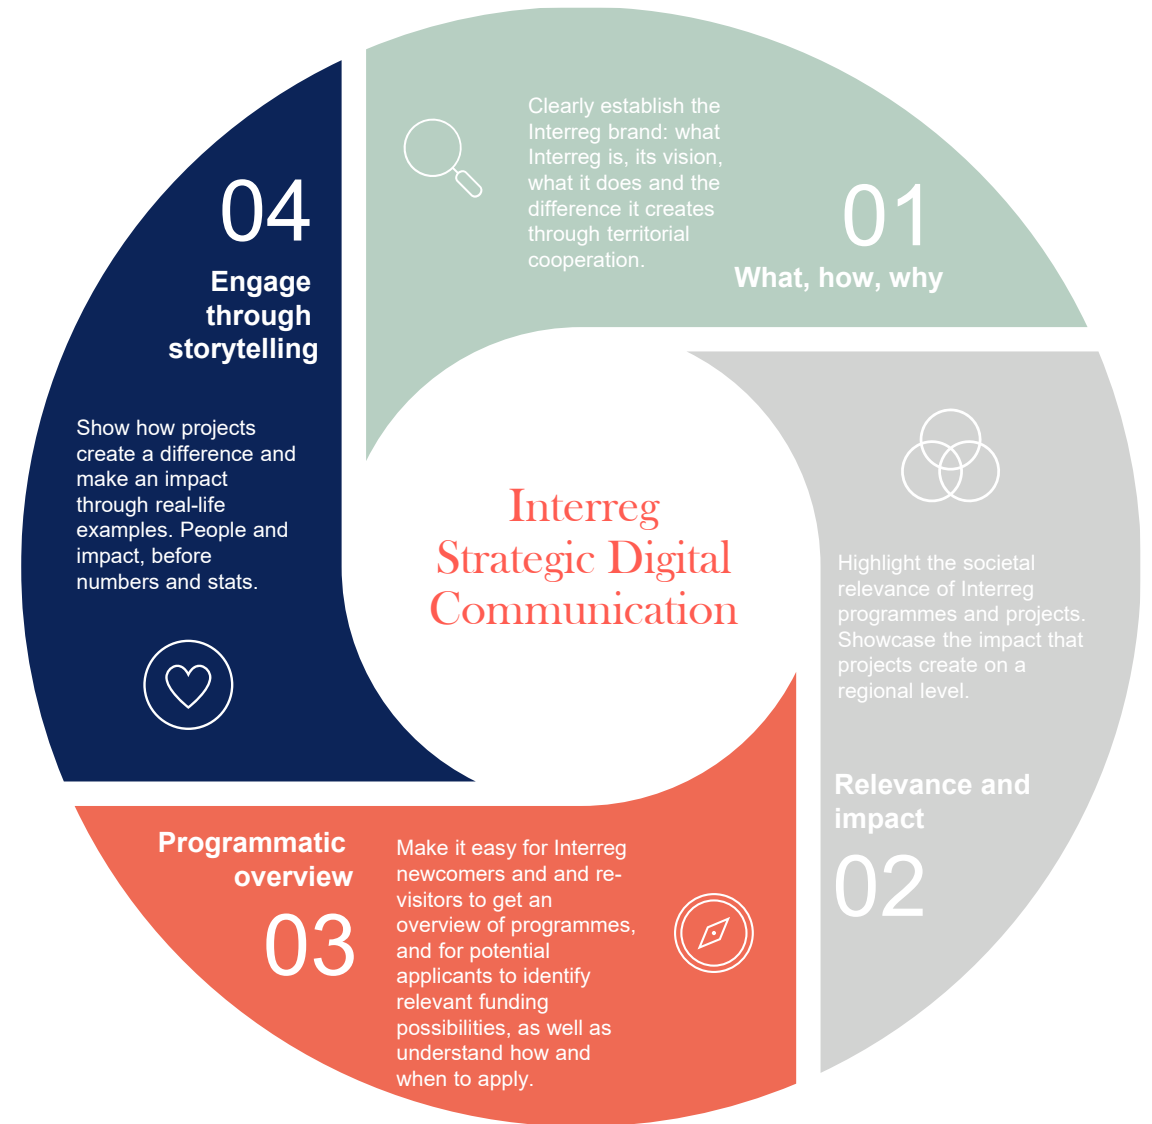 Clearly establish the
Interreg brand: what
Interreg is, its vision,
what it does and the
difference it creates
through territorial
cooperation.
01
What, how, why
Highlight the societal
relevance of Interreg
programmes and projects.
Showcase the impact that
projects create on a
regional level.
Relevance and
impact
02
Programmatic
overview
03
Make it easy for Interreg
newcomers and and re-
visitors to get an
overview of programmes,
and for potential
applicants to identify
relevant funding
possibilities, as well as
understand how and
when to apply.
04
Engage
through
storytelling
Show how projects
create a difference and
make an impact
through real-life
examples. People and
impact, before
numbers and stats.
Interreg
Strategic Digital
Communication